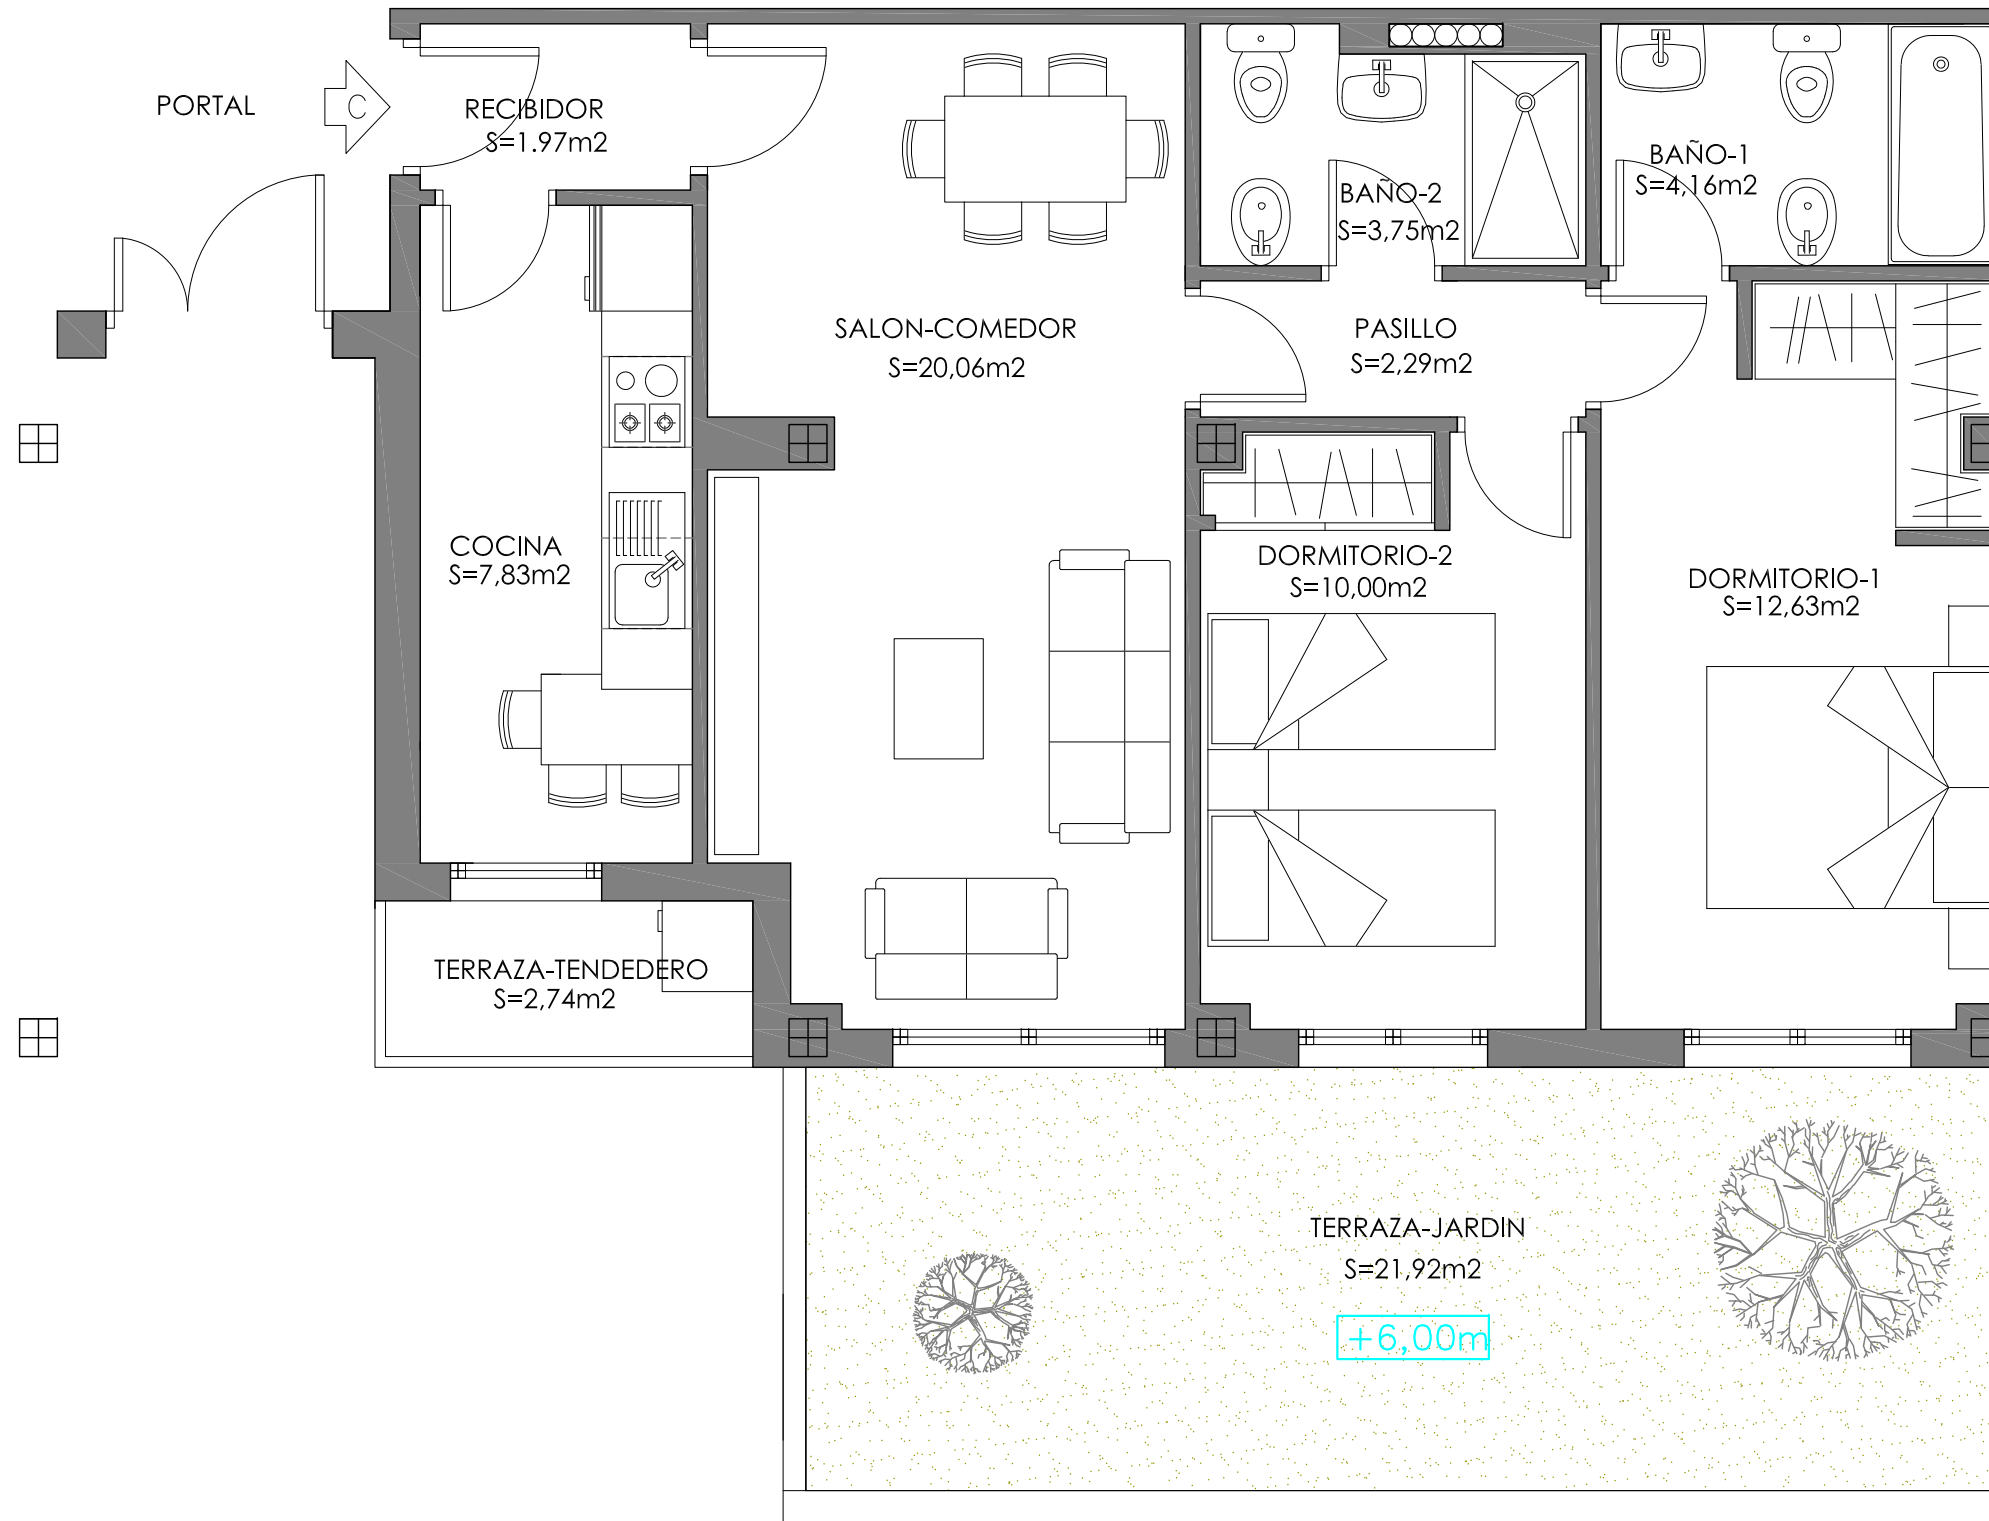 PORTAL
C
RECIBIDOR
S=1.97m2
BAÑO-1
S=4,16m2
BAÑO-2
S=3,75m2
SALON-COMEDOR
S=20,06m2
PASILLO
S=2,29m2
COCINA
S=7,83m2
DORMITORIO-2
S=10,00m2
DORMITORIO-1
S=12,63m2
TERRAZA-TENDEDERO
S=2,74m2
TERRAZA-JARDIN
S=21,92m2
+6,00m